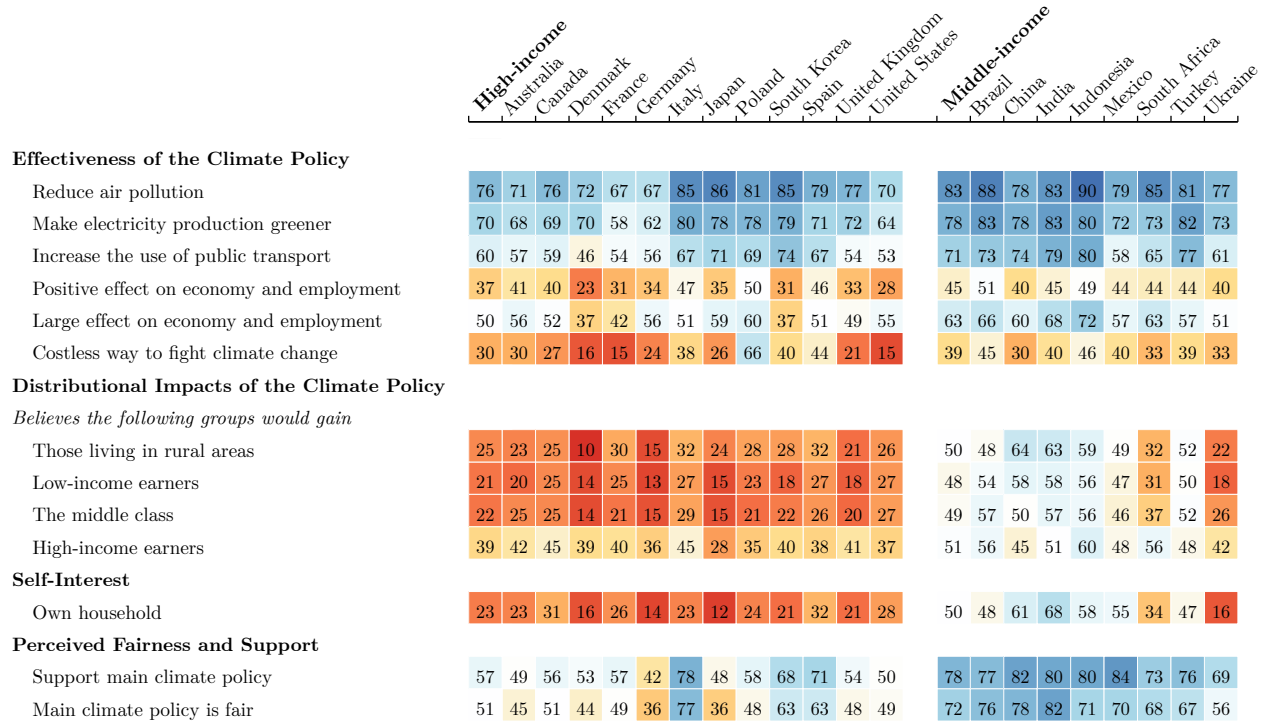 High-income Australia Canada Denmark France Germany Italy Japan Poland South Korea Spain United Kingdom United States Middle-income Brazil China India Indonesia Mexico South Africa Turkey Ukraine
Effectiveness of the Climate Policy
Reduce air pollution 76 71 76 72 67 67 85 86 81 85 79 77 70 83 88 78 83 90 79 85 81 77
Make electricity production greener 70 68 69 70 58 62 80 78 78 79 71 72 64 78 83 78 83 80 72 73 82 73
Increase the use of public transport 60 57 59 46 54 56 67 71 69 74 67 54 53 71 73 74 79 80 58 65 77 61
Positive effect on economy and employment 37 41 40 23 31 34 47 35 50 31 46 33 28 45 51 40 45 49 44 44 44 40
Large effect on economy and employment 50 56 52 37 42 56 51 59 60 37 51 49 55 63 66 60 68 72 57 63 57 51
Costless way to fight climate change 30 30 27 16 15 24 38 26 66 40 44 21 15 39 45 30 40 46 40 33 39 33
Distributional Impacts of the Climate Policy
Believes the following groups would gain
Those living in rural areas 25 23 25 10 30 15 32 24 28 28 32 21 26 50 48 64 63 59 49 32 52 22
Low-income earners 21 20 25 14 25 13 27 15 23 18 27 18 27 48 54 58 58 56 47 31 50 18
The middle class 22 25 25 14 21 15 29 15 21 22 26 20 27 49 57 50 57 56 46 37 52 26
High-income earners 39 42 45 39 40 36 45 28 35 40 38 41 37 51 56 45 51 60 48 56 48 42
Self-Interest
Own household 23 23 31 16 26 14 23 12 24 21 32 21 28 50 48 61 68 58 55 34 47 16
Perceived Fairness and Support
Support main climate policy 57 49 56 53 57 42 78 48 58 68 71 54 50 78 77 82 80 80 84 73 76 69
Main climate policy is fair 51 45 51 44 49 36 77 36 48 63 63 48 49 72 76 78 82 71 70 68 67 56